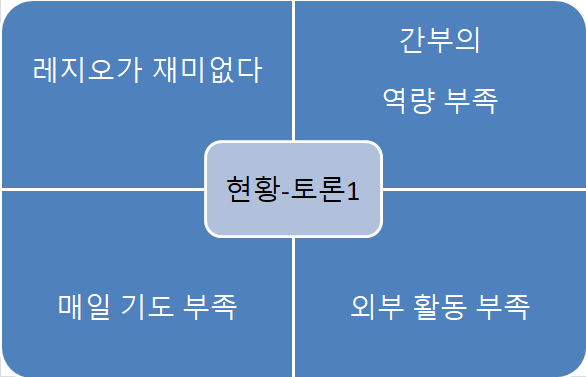 레지오가 재미없다
간부의
역량 부족
현황-토론1
매일 기도 부족
외부 활동 부족